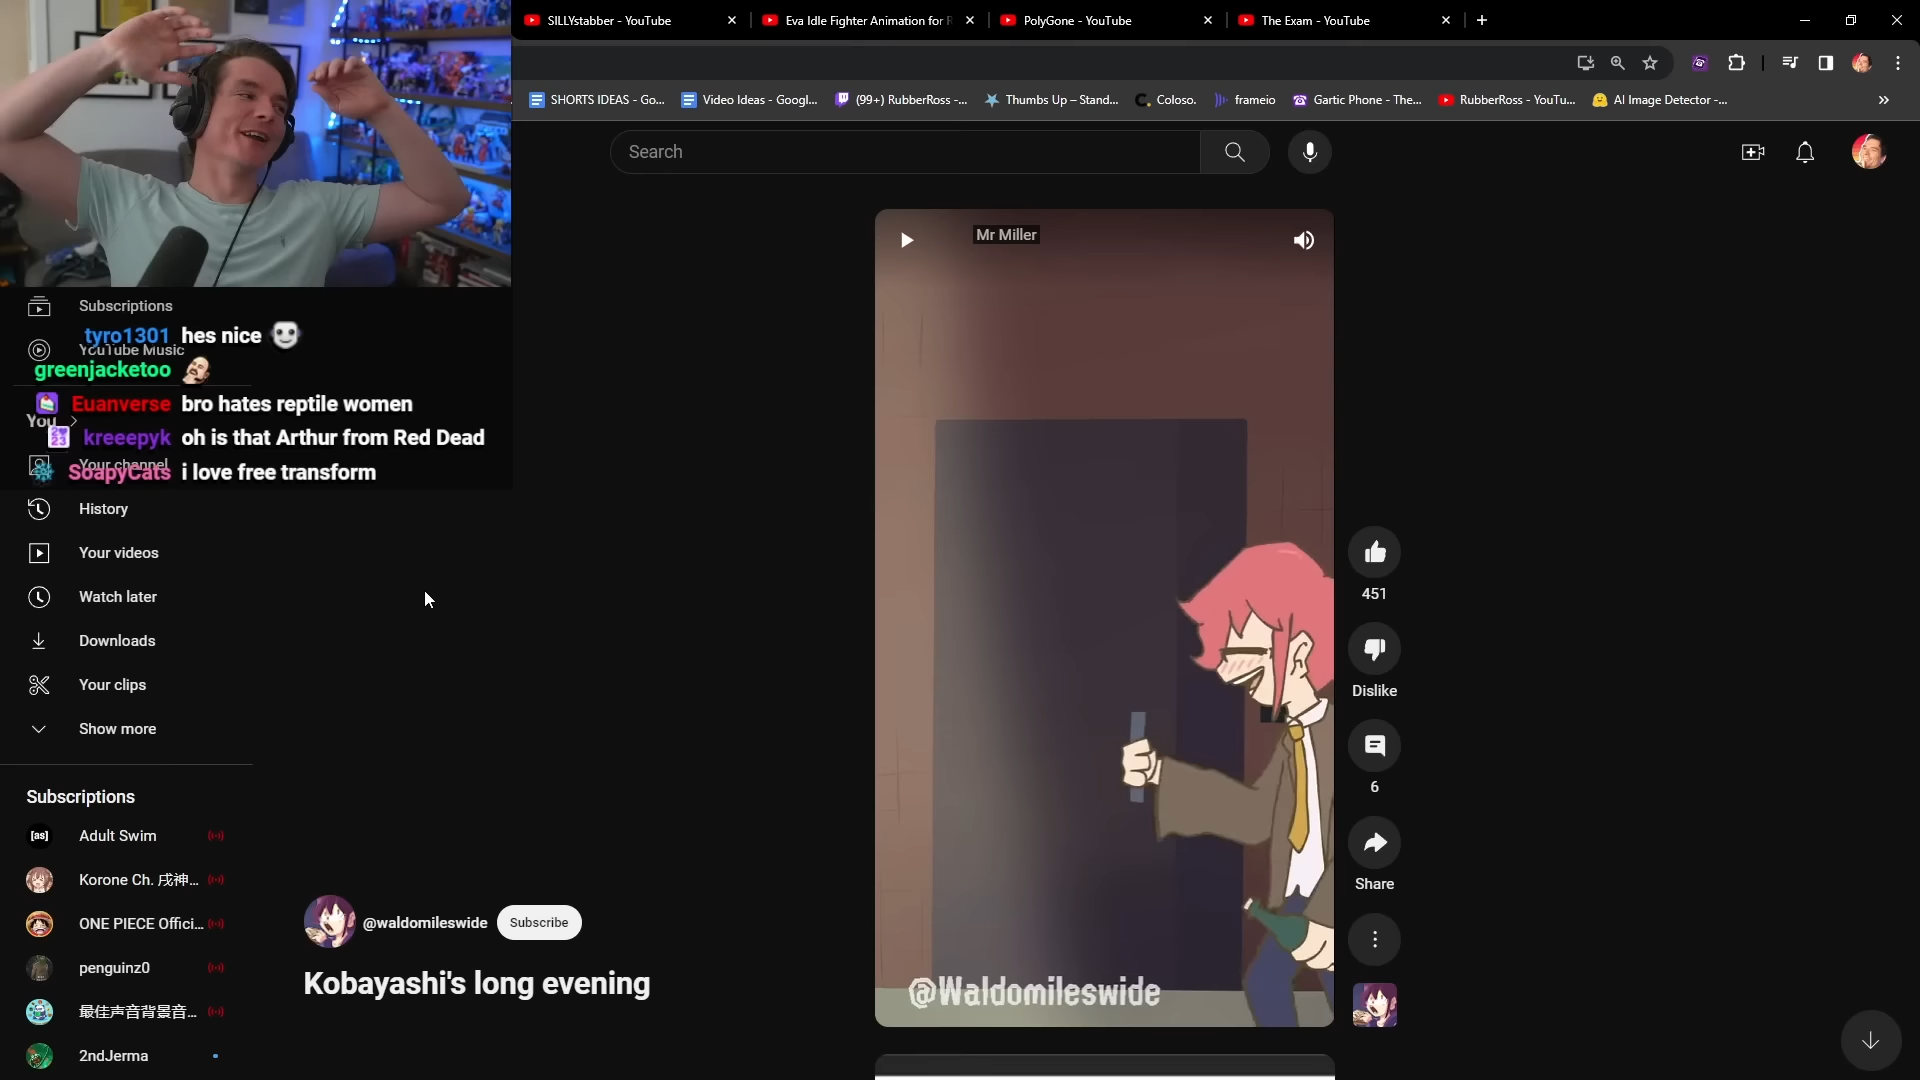 SILLYstabber - YouTube
Eva Idle Fighter Animation for
PolyGone - YouTube
The Exam - YouTube
SHORTS IDEAS - Go...
Video Ideas - Googl...
(99+) RubberRoss -...
Thumbs Up – Stand...
Coloso.
frameio
Gartic Phone - The...
RubberRoss - YouTu...
AI Image Detector -...
Search
Mr Miller
Subscriptions
tyro1301 hes nice
YouTube Music
greenjacketoo
Euanverse bro hates reptile women
You
kreeepyk oh is that Arthur from Red Dead
Your channel
SoapyCats i love free transform
History
Your videos
Watch later
Downloads
Your clips
Show more
451
Dislike
6
Share
Subscriptions
[as] Adult Swim
Korone Ch. 戌神...
ONE PIECE Offici...
penguinz0
最佳声音背景音...
2ndJerma
@waldomileswide
Subscribe
Kobayashi's long evening
@Waldomileswide